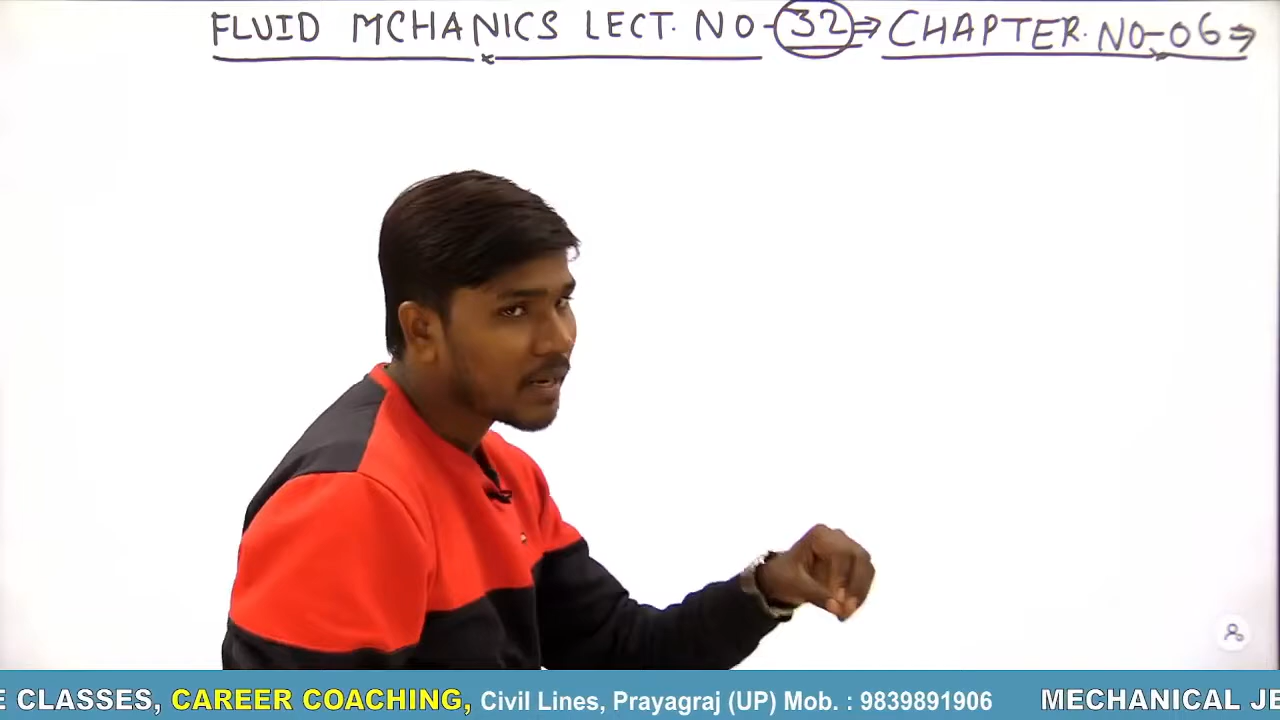 FLUID MCHANICS LECT. NO-32⇒ CHAPTER. NO-06⇒
E CLASSES, CAREER COACHING, Civil Lines, Prayagraj (UP) Mob. : 9839891906 MECHANICAL JE